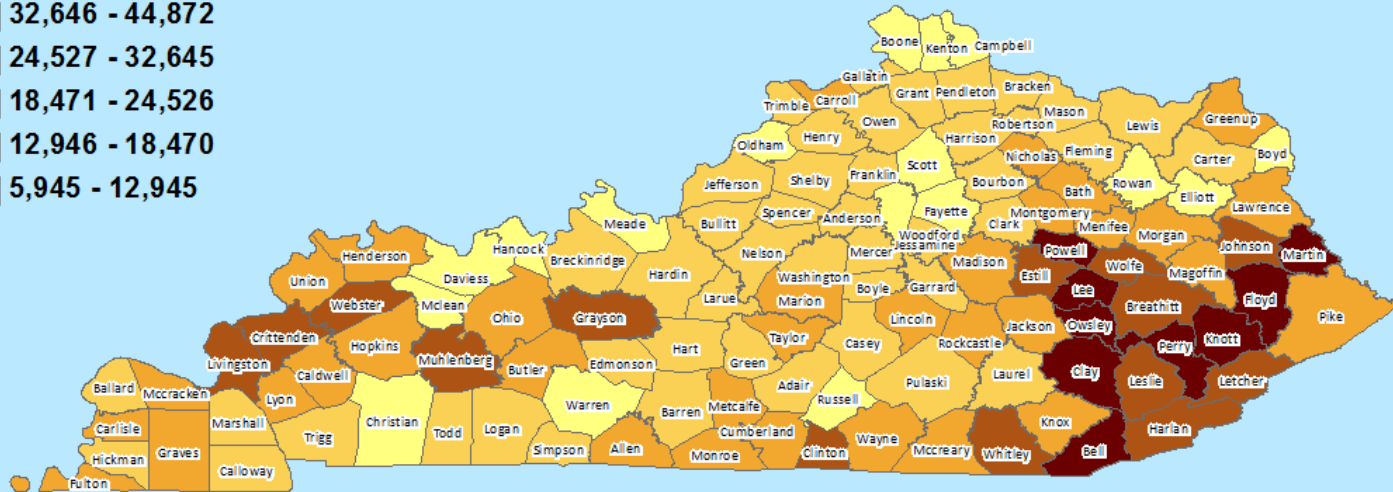 32,646 - 44,872
24,527 - 32,645
18,471 - 24,526
12,946 - 18,470
5,945 - 12,945
Boone
Kenton
Campbell
Gallatin
Grant
Pendleton
Bracken
Trimble
Carroll
Owen
Mason
Robertson
Lewis
Greenup
Oldham
Henry
Harrison
Nicholas
Fleming
Carter
Boyd
Jefferson
Shelby
Franklin
Scott
Bourbon
Bath
Rowan
Elliott
Lawrence
Meade
Bullitt
Spencer
Anderson
Fayette
Woodford
Jessamine
Clark
Montgomery
Menifee
Morgan
Johnson
Martin
Hancock
Breckinridge
Nelson
Mercer
Madison
Powell
Estill
Wolfe
Magoffin
Floyd
Pike
Henderson
Union
Daviess
Webster
Mclean
Hardin
Larue
Washington
Marion
Boyle
Garrard
Lee
Breathitt
Ohio
Grayson
Crittenden
Hopkins
Muhlenberg
Livingston
Caldwell
Butler
Edmonson
Hart
Green
Taylor
Casey
Lincoln
Rockcastle
Jackson
Owsley
Perry
Knott
Ballard
Mccracken
Lyon
Warren
Barren
Metcalfe
Adair
Russell
Pulaski
Laurel
Clay
Leslie
Letcher
Carlisle
Marshall
Trigg
Christian
Todd
Logan
Simpson
Allen
Monroe
Cumberland
Clinton
Wayne
Mccreary
Whitley
Knox
Bell
Harlan
Hickman
Graves
Calloway
Fulton